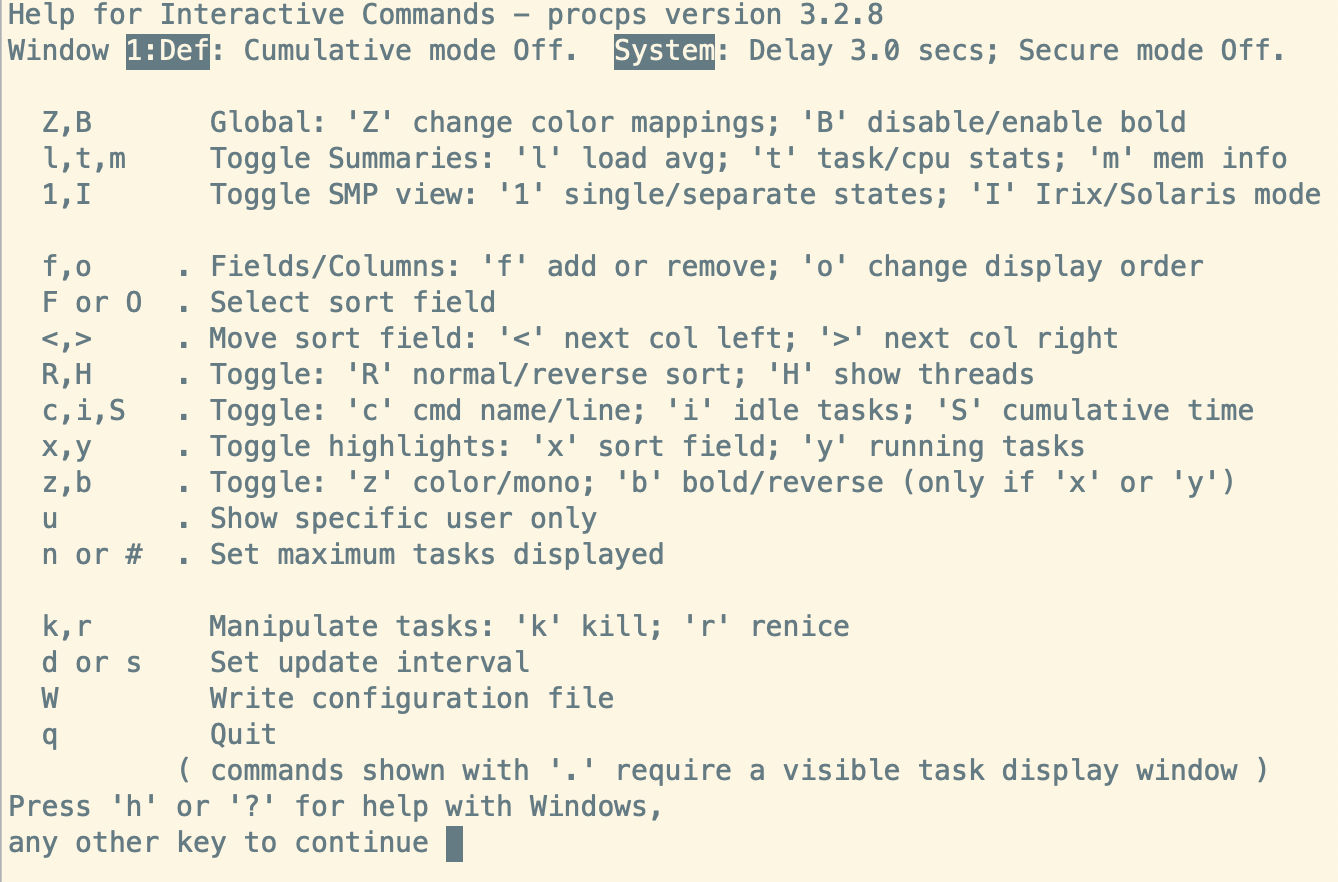 Help for Interactive Commands – procps version 3.2.8
Window 1:Def: Cumulative mode Off.  System: Delay 3.0 secs; Secure mode Off.

  Z,B       Global: 'Z' change color mappings; 'B' disable/enable bold
  l,t,m     Toggle Summaries: 'l' load avg; 't' task/cpu stats; 'm' mem info
  1,I       Toggle SMP view: '1' single/separate states; 'I' Irix/Solaris mode

  f,o     . Fields/Columns: 'f' add or remove; 'o' change display order
  F or O  . Select sort field
  <,>     . Move sort field: '<' next col left; '>' next col right
  R,H     . Toggle: 'R' normal/reverse sort; 'H' show threads
  c,i,S   . Toggle: 'c' cmd name/line; 'i' idle tasks; 'S' cumulative time
  x,y     . Toggle highlights: 'x' sort field; 'y' running tasks
  z,b     . Toggle: 'z' color/mono; 'b' bold/reverse (only if 'x' or 'y')
  u       . Show specific user only
  n or #  . Set maximum tasks displayed

  k,r       Manipulate tasks: 'k' kill; 'r' renice
  d or s    Set update interval
  W         Write configuration file
  q         Quit
          ( commands shown with '.' require a visible task display window )
Press 'h' or '?' for help with Windows,
any other key to continue